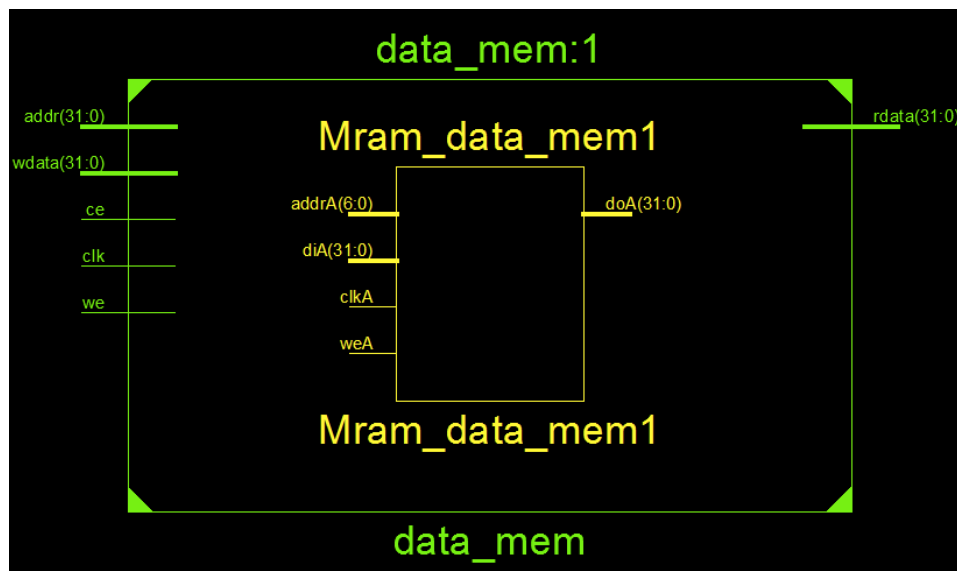 data_mem:1
addr(31:0)
rdata(31:0)
Mram_data_mem1
wdata(31:0)
addrA(6:0)
doA(31:0)
ce
diA(31:0)
clk
clkA
we
weA
Mram_data_mem1
data_mem